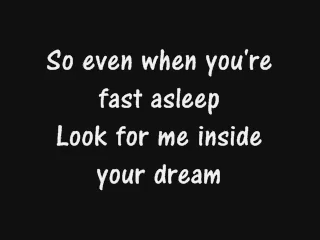 So even when you're
fast asleep
Look for me inside
your dream